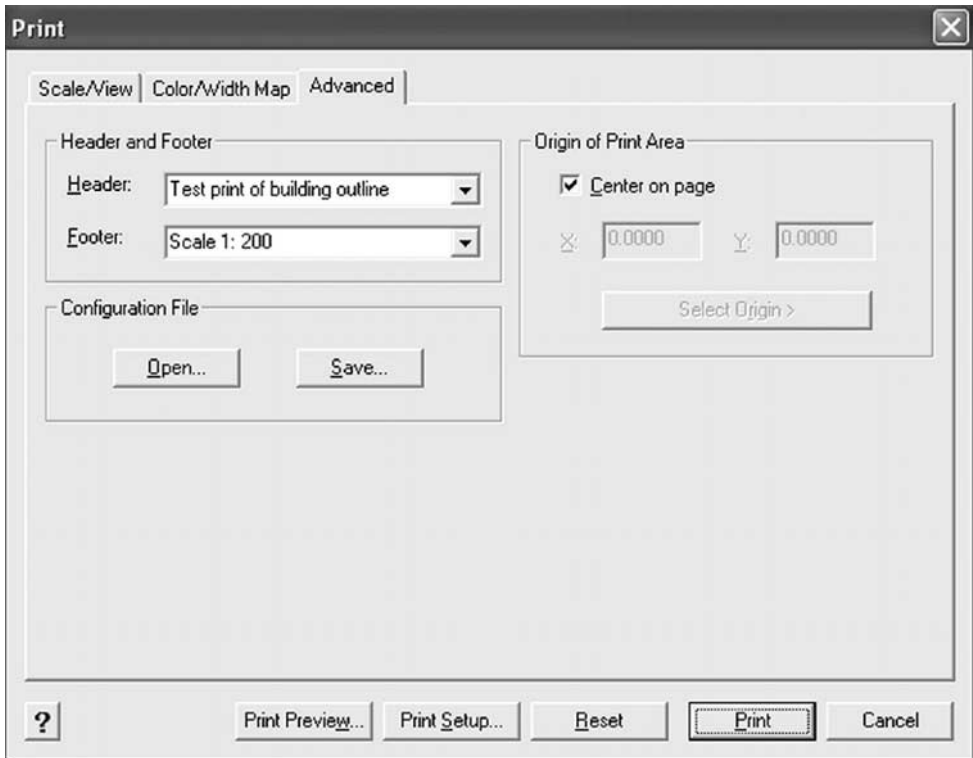 Print
Scale/View Color/Width Map Advanced
Header and Footer
Header: Test print of building outline
Footer: Scale 1: 200
Configuration File
Open... Save...
Origin of Print Area
Center on page
X: 0.0000 Y: 0.0000
Select Origin >
? Print Preview... Print Setup... Reset Print Cancel